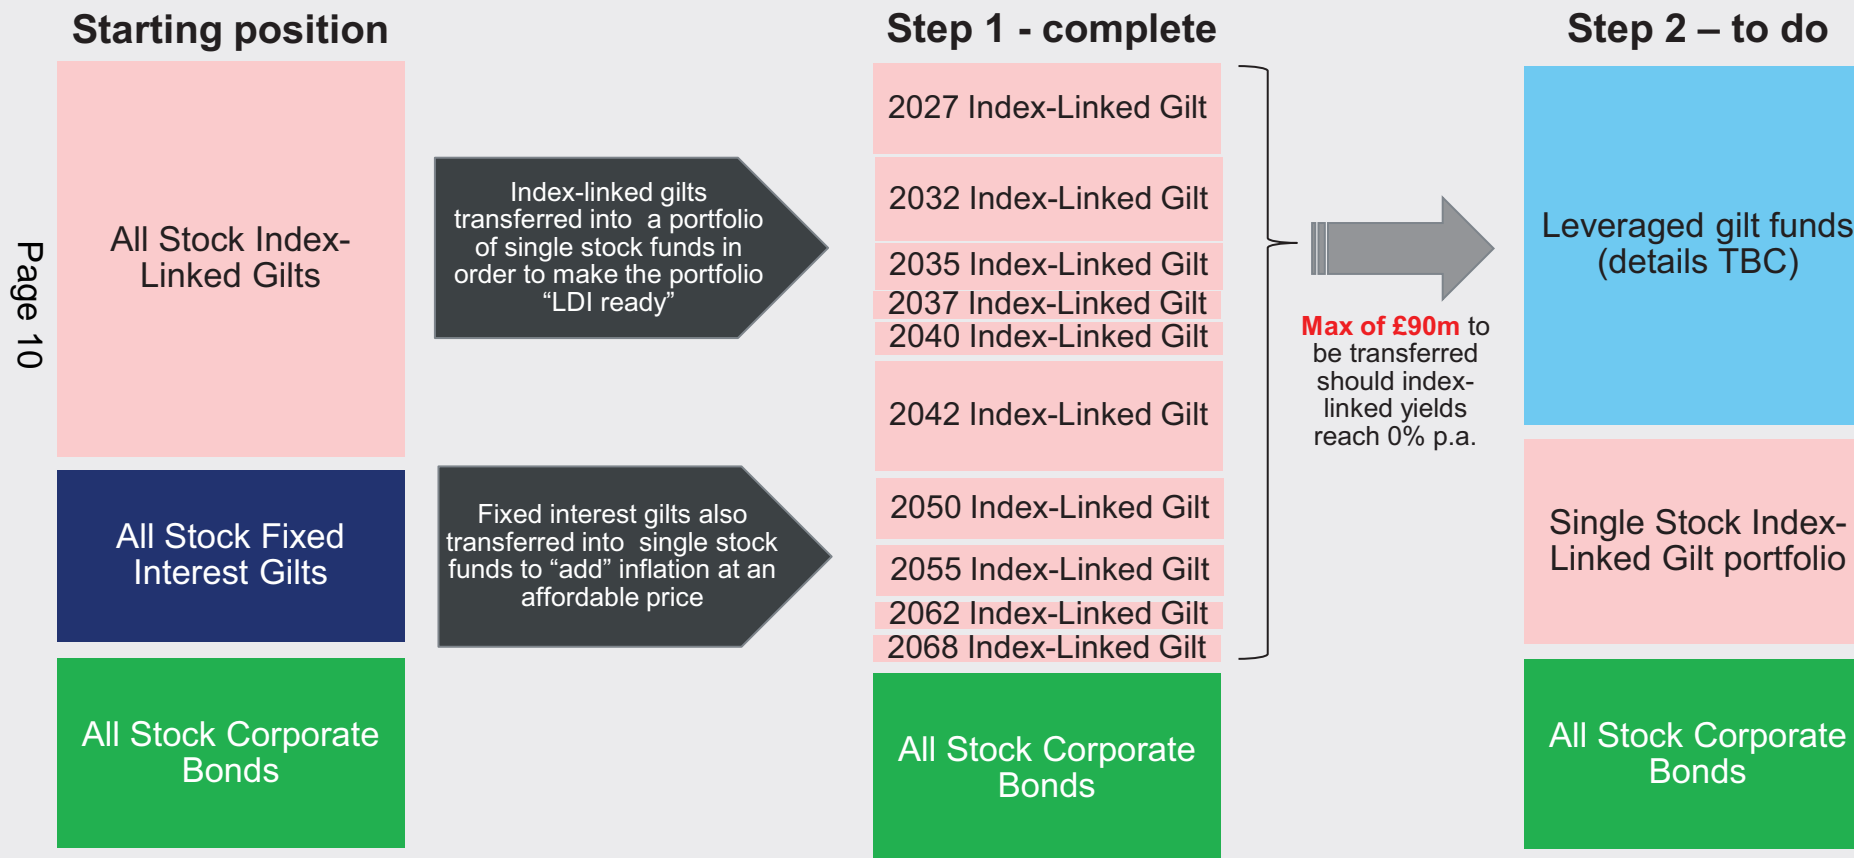 Starting position
Step 1 - complete
Step 2 – to do
Page 10
All Stock Index-
Linked Gilts
All Stock Fixed
Interest Gilts
All Stock Corporate
Bonds
Index-linked gilts
transferred into a portfolio
of single stock funds in
order to make the portfolio
“LDI ready”
Fixed interest gilts also
transferred into single stock
funds to “add” inflation at an
affordable price
2027 Index-Linked Gilt
2032 Index-Linked Gilt
2035 Index-Linked Gilt
2037 Index-Linked Gilt
2040 Index-Linked Gilt
2042 Index-Linked Gilt
2050 Index-Linked Gilt
2055 Index-Linked Gilt
2062 Index-Linked Gilt
2068 Index-Linked Gilt
All Stock Corporate
Bonds
Max of £90m to
be transferred
should index-
linked yields
reach 0% p.a.
Leveraged gilt funds
(details TBC)
Single Stock Index-
Linked Gilt portfolio
All Stock Corporate
Bonds